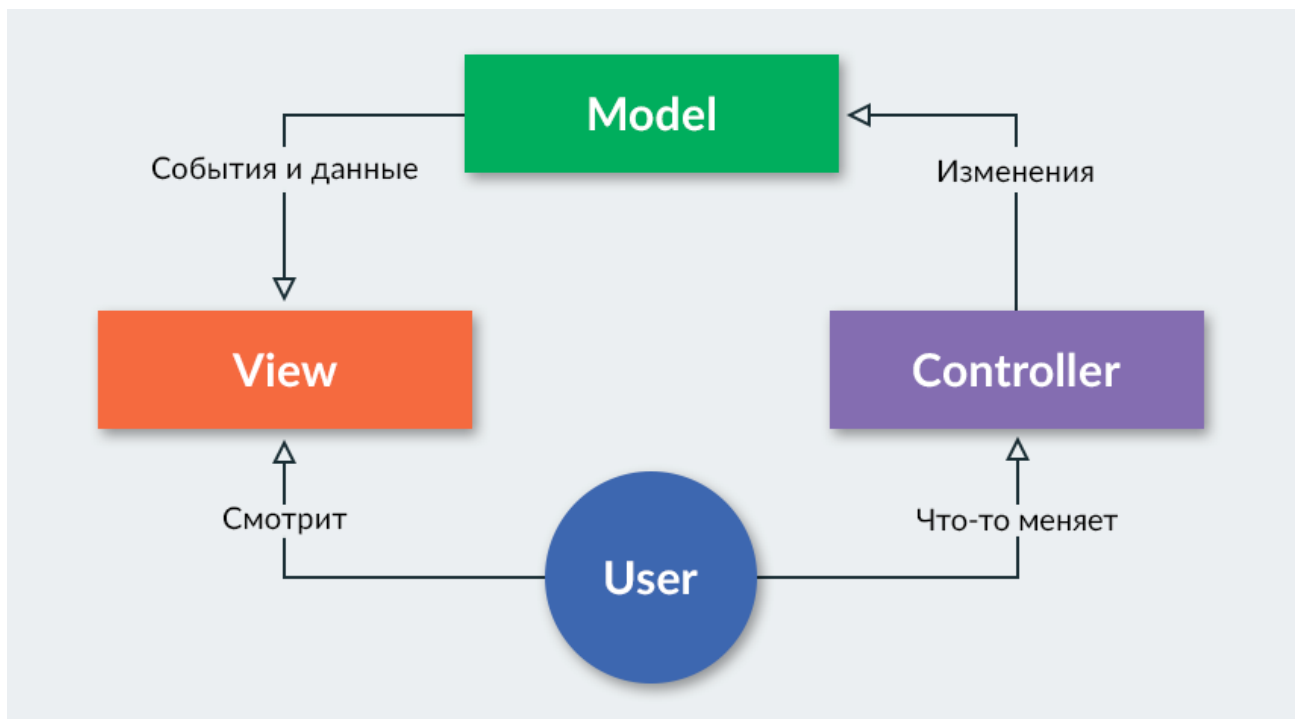 Model
События и данные
Изменения
View
Controller
Смотрит
Что-то меняет
User